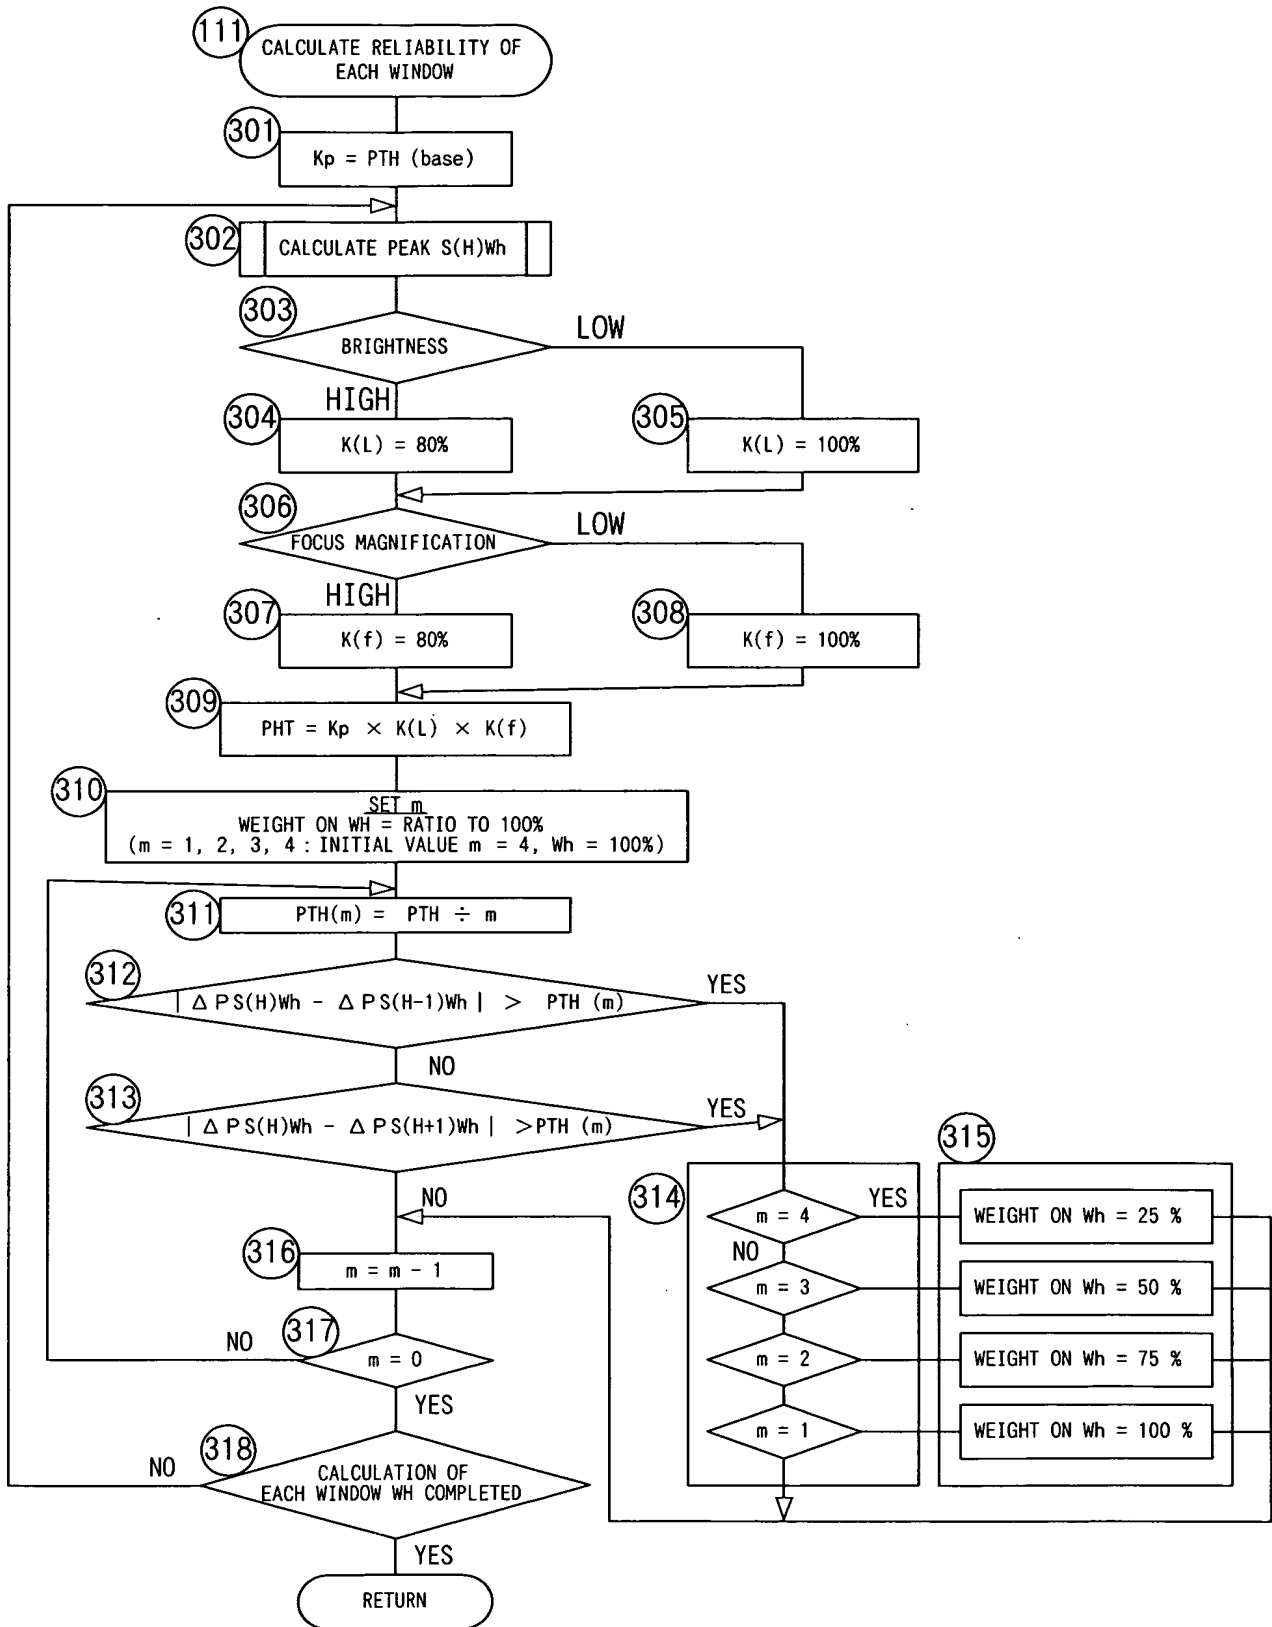 111
CALCULATE RELIABILITY OF
EACH WINDOW
301
Kp = PTH (base)
302
CALCULATE PEAK S(H)Wh
303
BRIGHTNESS
LOW
HIGH
304
K(L) = 80%
305
K(L) = 100%
306
FOCUS MAGNIFICATION
LOW
HIGH
307
K(f) = 80%
308
K(f) = 100%
309
PHT = Kp × K(L) × K(f)
310
SET m
WEIGHT ON WH = RATIO TO 100%
(m = 1, 2, 3, 4 : INITIAL VALUE m = 4, Wh = 100%)
311
PTH(m) = PTH ÷ m
312
| Δ PS(H)Wh - Δ PS(H-1)Wh | > PTH (m)
YES
NO
313
| Δ PS(H)Wh - Δ PS(H+1)Wh | >PTH (m)
YES
NO
314
315
m = 4
YES
WEIGHT ON Wh = 25 %
NO
m = 3
WEIGHT ON Wh = 50 %
m = 2
WEIGHT ON Wh = 75 %
m = 1
WEIGHT ON Wh = 100 %
316
m = m - 1
317
m = 0
NO
YES
318
CALCULATION OF
EACH WINDOW WH COMPLETED
NO
YES
RETURN